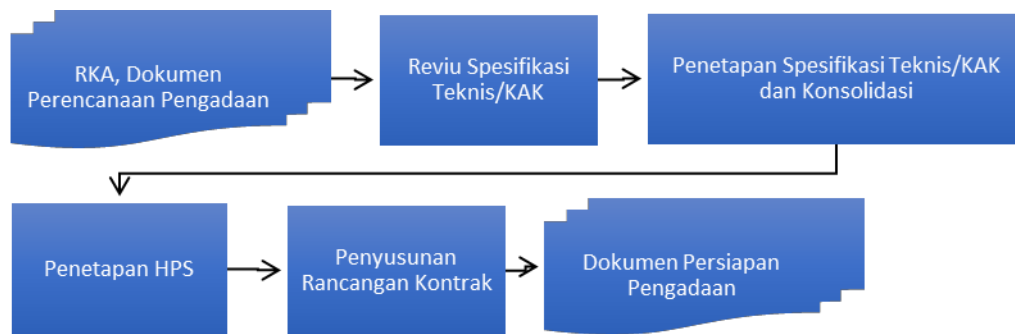 RKA, Dokumen
Perencanaan Pengadaan
Reviu Spesifikasi
Teknis/KAK
Penetapan Spesifikasi Teknis/KAK
dan Konsolidasi
Penetapan HPS
Penyusunan
Rancangan Kontrak
Dokumen Persiapan
Pengadaan